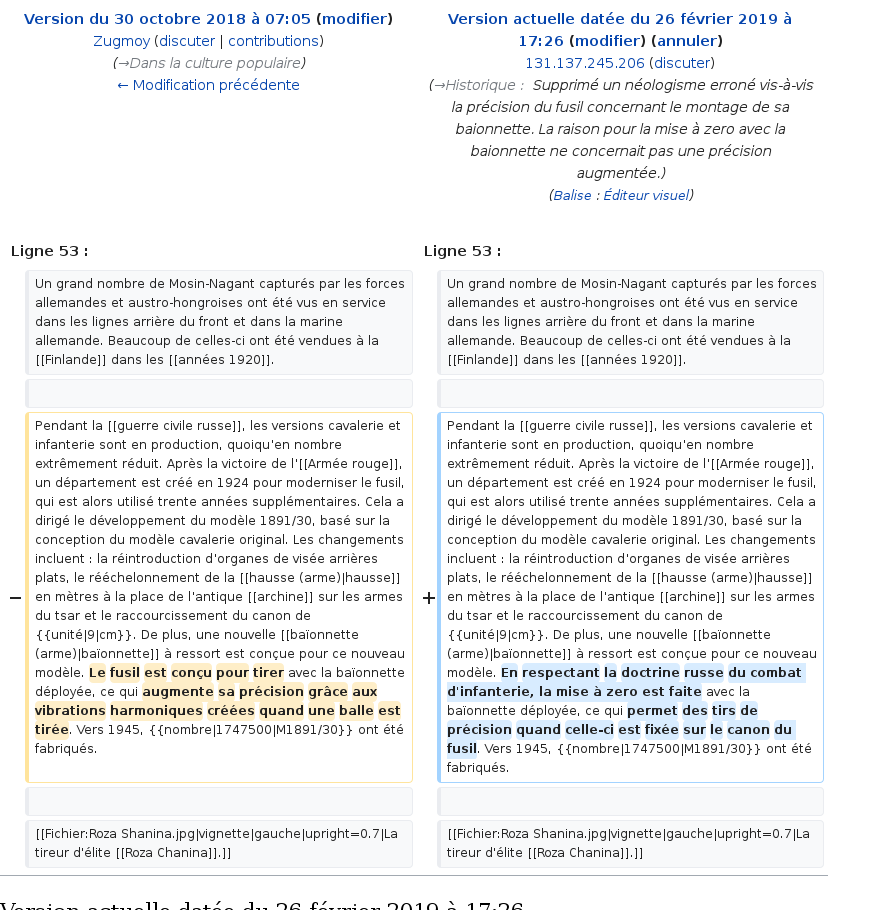 Version du 30 octobre 2018 à 07:05 (modifier)
Zugmoy (discuter | contributions)
(→Dans la culture populaire)
← Modification précédente
Version actuelle datée du 26 février 2019 à
17:26 (modifier) (annuler)
131.137.245.206 (discuter)
(→Historique : Supprimé un néologisme erroné vis-à-vis
la précision du fusil concernant le montage de sa
baionnette. La raison pour la mise à zero avec la
baionnette ne concernait pas une précision
augmentée.)
(Balise : Éditeur visuel)
Ligne 53 :
Un grand nombre de Mosin-Nagant capturés par les forces
allemandes et austro-hongroises ont été vus en service
dans les lignes arrière du front et dans la marine
allemande. Beaucoup de celles-ci ont été vendues à la
[[Finlande]] dans les [[années 1920]].
Pendant la [[guerre civile russe]], les versions cavalerie et
infanterie sont en production, quoiqu'en nombre
extrêmement réduit. Après la victoire de l'[[Armée rouge]],
un département est créé en 1924 pour moderniser le fusil,
qui est alors utilisé trente années supplémentaires. Cela a
dirigé le développement du modèle 1891/30, basé sur la
conception du modèle cavalerie original. Les changements
incluent : la réintroduction d'organes de visée arrières
plats, le rééchelonnement de la [[hausse (arme)|hausse]]
− en mètres à la place de l'antique [[archine]] sur les armes
du tsar et le raccourcissement du canon de
{{unité|9|cm}}. De plus, une nouvelle [[baïonnette
(arme)|baïonnette]] à ressort est conçue pour ce nouveau
modèle. Le fusil est conçu pour tirer avec la baïonnette
déployée, ce qui augmente sa précision grâce aux
vibrations harmoniques créées quand une balle est
tirée. Vers 1945, {{nombre|1747500|M1891/30}} ont été
fabriqués.
[[Fichier:Roza Shanina.jpg|vignette|gauche|upright=0.7|La
tireur d'élite [[Roza Chanina]].]]
Ligne 53 :
Un grand nombre de Mosin-Nagant capturés par les forces
allemandes et austro-hongroises ont été vus en service
dans les lignes arrière du front et dans la marine
allemande. Beaucoup de celles-ci ont été vendues à la
[[Finlande]] dans les [[années 1920]].
Pendant la [[guerre civile russe]], les versions cavalerie et
infanterie sont en production, quoiqu'en nombre
extrêmement réduit. Après la victoire de l'[[Armée rouge]],
un département est créé en 1924 pour moderniser le fusil,
qui est alors utilisé trente années supplémentaires. Cela a
dirigé le développement du modèle 1891/30, basé sur la
conception du modèle cavalerie original. Les changements
incluent : la réintroduction d'organes de visée arrières
plats, le rééchelonnement de la [[hausse (arme)|hausse]]
+ en mètres à la place de l'antique [[archine]] sur les armes
du tsar et le raccourcissement du canon de
{{unité|9|cm}}. De plus, une nouvelle [[baïonnette
(arme)|baïonnette]] à ressort est conçue pour ce nouveau
modèle. En respectant la doctrine russe du combat
d'infanterie, la mise à zero est faite avec la
baïonnette déployée, ce qui permet des tirs de
précision quand celle-ci est fixée sur le canon du
fusil. Vers 1945, {{nombre|1747500|M1891/30}} ont été
fabriqués.
[[Fichier:Roza Shanina.jpg|vignette|gauche|upright=0.7|La
tireur d'élite [[Roza Chanina]].]]
Version actuelle datée du 26 février 2019 à 17:26